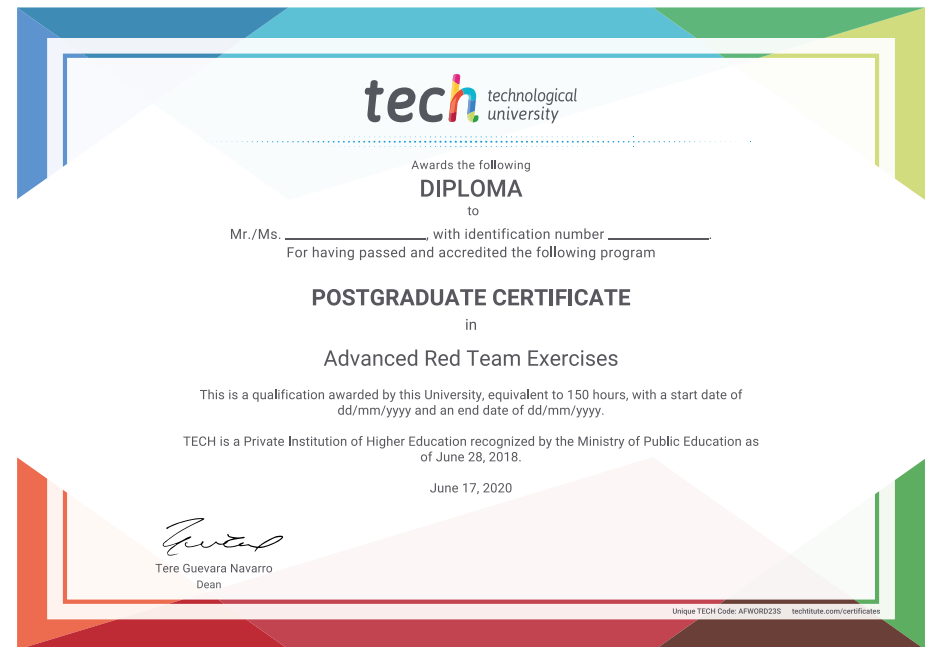 tech technological
university
Awards the following
DIPLOMA
to
Mr./Ms. ____________________, with identification number ______________.
For having passed and accredited the following program
POSTGRADUATE CERTIFICATE
in
Advanced Red Team Exercises
This is a qualification awarded by this University, equivalent to 150 hours, with a start date of
dd/mm/yyyy and an end date of dd/mm/yyyy.
TECH is a Private Institution of Higher Education recognized by the Ministry of Public Education as
of June 28, 2018.
June 17, 2020
Tere Guevara Navarro
Dean
Unique TECH Code: AFWORD23S techtitute.com/certificates